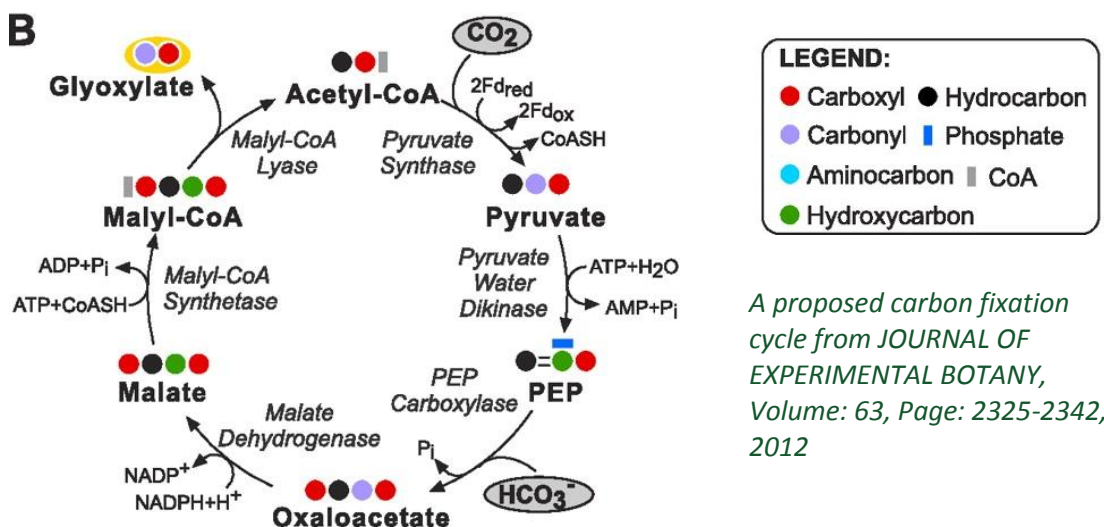 B
CO2
Glyoxylate
Acetyl-CoA
2Fdred
2Fdox
CoASH
Malyl-CoA
Lyase
Pyruvate
Synthase
Malyl-CoA
Pyruvate
ADP+Pi
ATP+CoASH
Malyl-CoA
Synthetase
Pyruvate
Water
Dikinase
ATP+H2O
AMP+Pi
Malate
PEP
PEP
Carboxylase
Malate
Dehydrogenase
Pi
NADP+
NADPH+H+
Oxaloacetate
HCO3-
LEGEND:
Carboxyl Hydrocarbon
Carbonyl Phosphate
Aminocarbon CoA
Hydroxycarbon
A proposed carbon fixation
cycle from JOURNAL OF
EXPERIMENTAL BOTANY,
Volume: 63, Page: 2325-2342,
2012